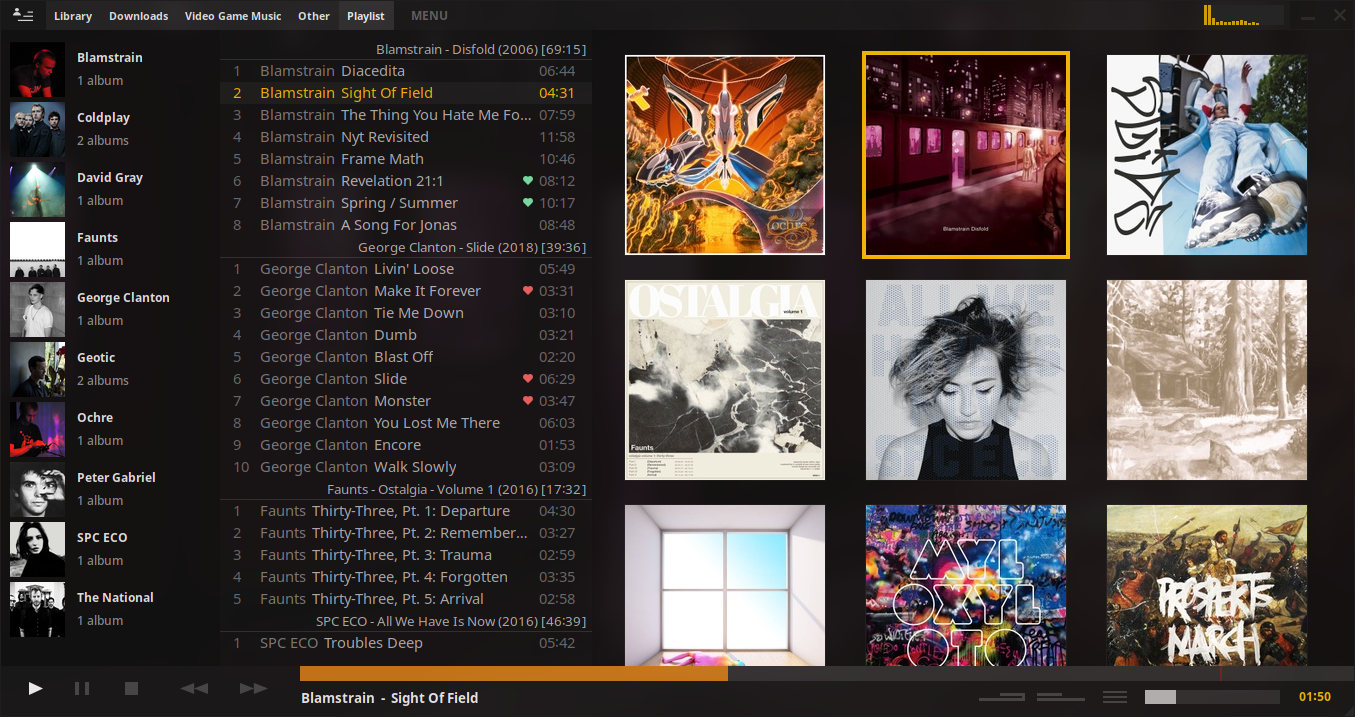 Library Downloads Video Game Music Other Playlist MENU
Blamstrain
1 album
Coldplay
2 albums
David Gray
1 album
Faunts
1 album
George Clanton
1 album
Geotic
2 albums
Ochre
1 album
Peter Gabriel
1 album
SPC ECO
1 album
The National
1 album
Blamstrain - Disfold (2006) [69:15]
1 Blamstrain Diacedita 06:44
2 Blamstrain Sight Of Field 04:31
3 Blamstrain The Thing You Hate Me Fo... 07:59
4 Blamstrain Nyt Revisited 11:58
5 Blamstrain Frame Math 10:46
6 Blamstrain Revelation 21:1 08:12
7 Blamstrain Spring / Summer 10:17
8 Blamstrain A Song For Jonas 08:48
George Clanton - Slide (2018) [39:36]
1 George Clanton Livin' Loose 05:49
2 George Clanton Make It Forever 03:31
3 George Clanton Tie Me Down 03:10
4 George Clanton Dumb 03:21
5 George Clanton Blast Off 02:20
6 George Clanton Slide 06:29
7 George Clanton Monster 03:47
8 George Clanton You Lost Me There 06:03
9 George Clanton Encore 01:53
10 George Clanton Walk Slowly 03:09
Faunts - Ostalgia - Volume 1 (2016) [17:32]
1 Faunts Thirty-Three, Pt. 1: Departure 04:30
2 Faunts Thirty-Three, Pt. 2: Remember... 03:27
3 Faunts Thirty-Three, Pt. 3: Trauma 02:59
4 Faunts Thirty-Three, Pt. 4: Forgotten 03:35
5 Faunts Thirty-Three, Pt. 5: Arrival 02:58
SPC ECO - All We Have Is Now (2016) [46:39]
1 SPC ECO Troubles Deep 05:42
ochre
Blamstrain Disfold
OSTALGIA
volume 1
Faunts
MYL
OXYL
OTO
PROSPEKTS
MARCH
Blamstrain - Sight Of Field
01:50